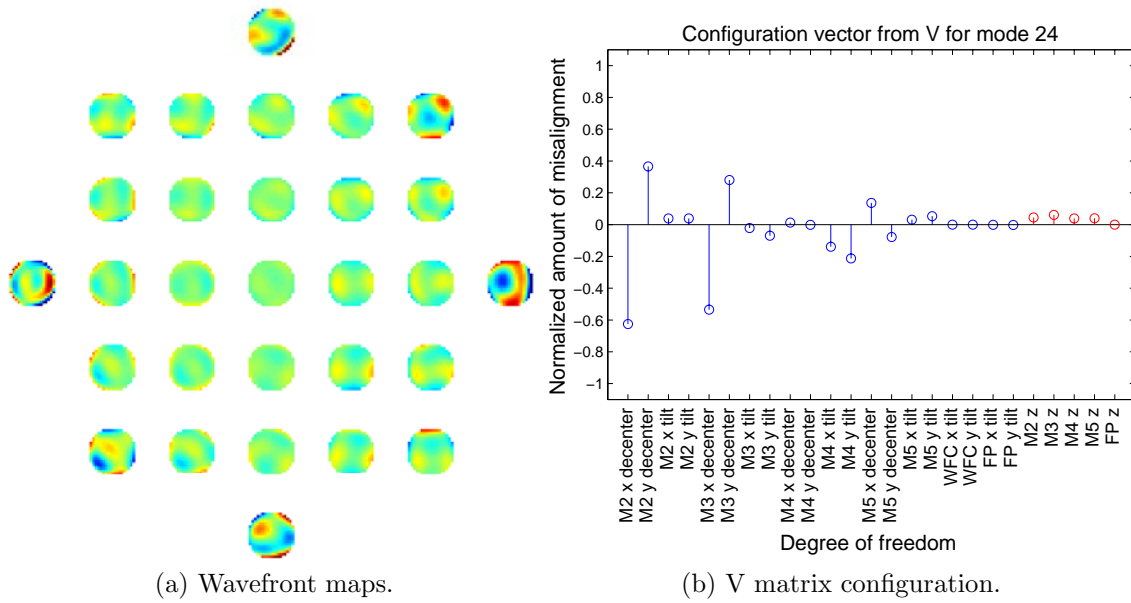 Configuration vector from V for mode 24
Normalized amount of misalignment
1
0.8
0.6
0.4
0.2
0
−0.2
−0.4
−0.6
−0.8
−1
M2 x decenter
M2 y decenter
M2 x tilt
M2 y tilt
M3 x decenter
M3 y decenter
M3 x tilt
M3 y tilt
M4 x decenter
M4 y decenter
M4 x tilt
M4 y tilt
M5 x decenter
M5 y decenter
M5 x tilt
M5 y tilt
WFC x tilt
WFC y tilt
FP x tilt
FP y tilt
M2 z
M3 z
M4 z
M5 z
FP z
Degree of freedom
(a) Wavefront maps.
(b) V matrix configuration.